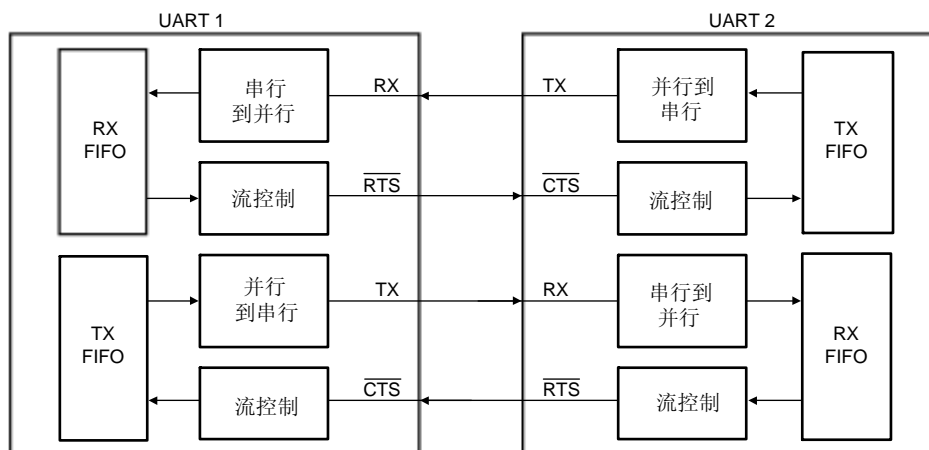 UART 1
UART 2
RX
FIFO
串行
到并行
RX
TX
并行到
串行
TX
FIFO
流控制
RTS
CTS
流控制
TX
FIFO
并行
到串行
TX
RX
串行到
并行
RX
FIFO
流控制
CTS
RTS
流控制